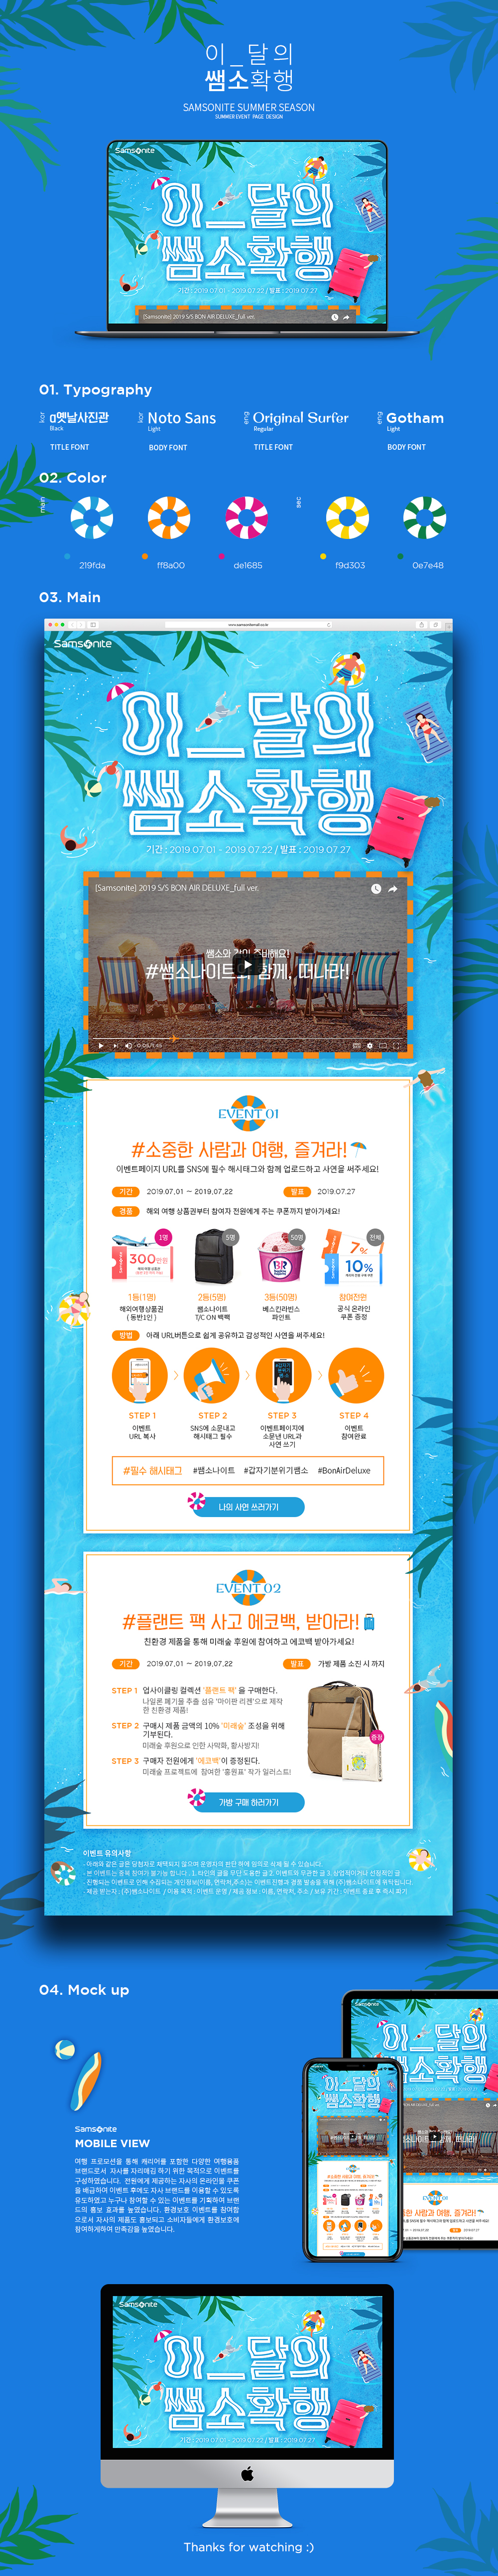 이_달의
쌤소확행
SAMSONITE SUMMER SEASON
SUMMER EVENT PAGE DESIGN
Samsonite
이_달의
쌤소확행
기간 : 2019.07.01 - 2019.07.22 / 발표 : 2019.07.27
[Samsonite] 2019 S/S BON AIR DELUXE_full ver.
01. Typography
kor
a옛날사진관
Black
TITLE FONT
kor
Noto Sans
Light
BODY FONT
eng
Original Surfer
Regular
TITLE FONT
eng
Gotham
Light
BODY FONT
02. Color
main
sec
219fda
ff8a00
de1685
f9d303
0e7e48
03. Main
www.samsonitemall.co.kr
Samsonite
이_달의
쌤소확행
기간 : 2019.07.01 - 2019.07.22 / 발표 : 2019.07.27
[Samsonite] 2019 S/S BON AIR DELUXE_full ver.
쌤소와 같이 준비해요!
#쌤소나이트와 함께, 떠나라!
EVENT 01
#소중한 사람과 여행, 즐겨라!
이벤트페이지 URL를 SNS에 필수 해시태그와 함께 업로드하고 사연을 써주세요!
기간 2019.07.01 ~ 2019.07.22
발표 2019.07.27
경품 해외 여행 상품권부터 참여자 전원에게 주는 쿠폰까지 받아가세요!
1명
5명
50명
전체
300만원
BR
7%
10%
1등(1명)
해외여행상품권
( 동반1인 )
2등(5명)
쌤소나이트
T/C ON 백팩
3등(50명)
베스킨라빈스
파인트
참여전원
공식 온라인
쿠폰 증정
방법 아래 URL버튼으로 쉽게 공유하고 감성적인 사연을 써주세요!
STEP 1
이벤트
URL 복사
STEP 2
SNS에 소문내고
해시태그 필수
STEP 3
이벤트페이지에
소문낸 URL과
사연 쓰기
STEP 4
이벤트
참여완료
#필수 해시태그 #쌤소나이트 #갑자기분위기쌤소 #BonAirDeluxe
나의 사연 쓰러가기
EVENT 02
#플랜트 팩 사고 에코백, 받아라!
친환경 제품을 통해 미래숲 후원에 참여하고 에코백 받아가세요!
기간 2019.07.01 ~ 2019.07.22
발표 가방 제품 소진 시 까지
STEP 1 업사이클링 컬렉션 '플랜트 팩' 을 구매한다.
나일론 폐기물 추출 섬유 '마이판 리젠'으로 제작
한 친환경 제품!
STEP 2 구매시 제품 금액의 10% '미래숲' 조성을 위해
기부된다.
미래숲 후원으로 인한 사막화, 황사방지!
STEP 3 구매자 전원에게 '에코백'이 증정된다.
미래숲 프로젝트에 참여한 '홍원표' 작가 일러스트!
증정
가방 구매 하러가기
이벤트 유의사항
04. Mock up
Samsonite
MOBILE VIEW
여행 프로모션을 통해 캐리어를 포함한 다양한 여행용품
브랜드로서 자사를 자리매김 하기 위한 목적으로 이벤트를
구성하였습니다. 전원에게 제공하는 자사의 온라인몰 쿠폰
을 배급하여 이벤트 후에도 자사 브랜드를 이용할 수 있도록
유도하였고 누구나 참여할 수 있는 이벤트를 기획하여 브랜
드의 홍보 효과를 높였습니다. 환경보호 이벤트를 참여함
으로서 자사의 제품도 홍보되고 소비자들에게 환경보호에
참여하게하여 만족감을 높였습니다.
이_달의
쌤소확행
Samsonite
이_달의
쌤소확행
기간 : 2019.07.01 - 2019.07.22 / 발표 : 2019.07.27
Thanks for watching :)